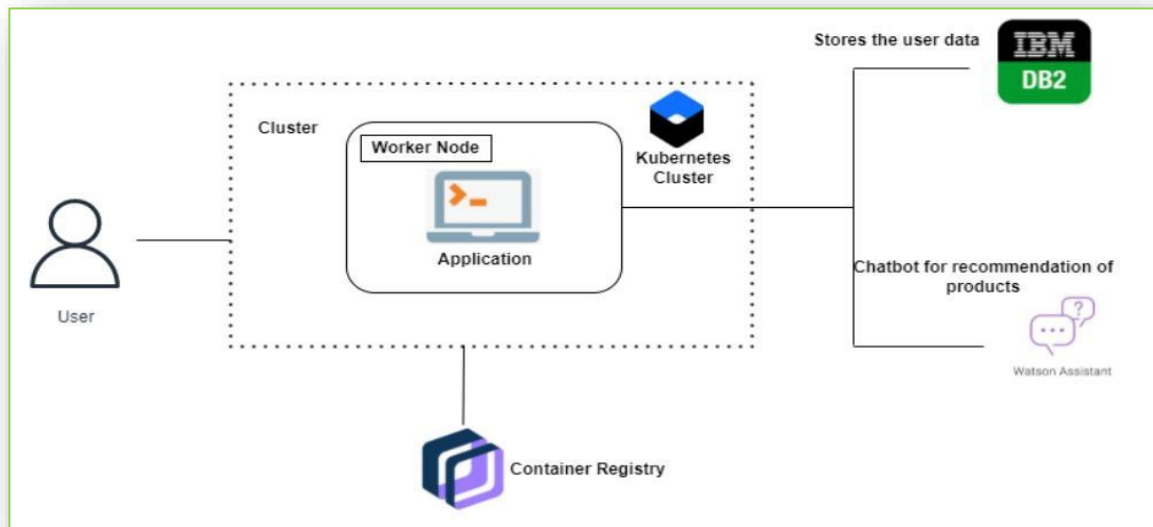 Stores the user data
IBM
DB2
Cluster
Worker Node
Kubernetes
Cluster
Application
User
Chatbot for recommendation of
products
Watson Assistant
Container Registry